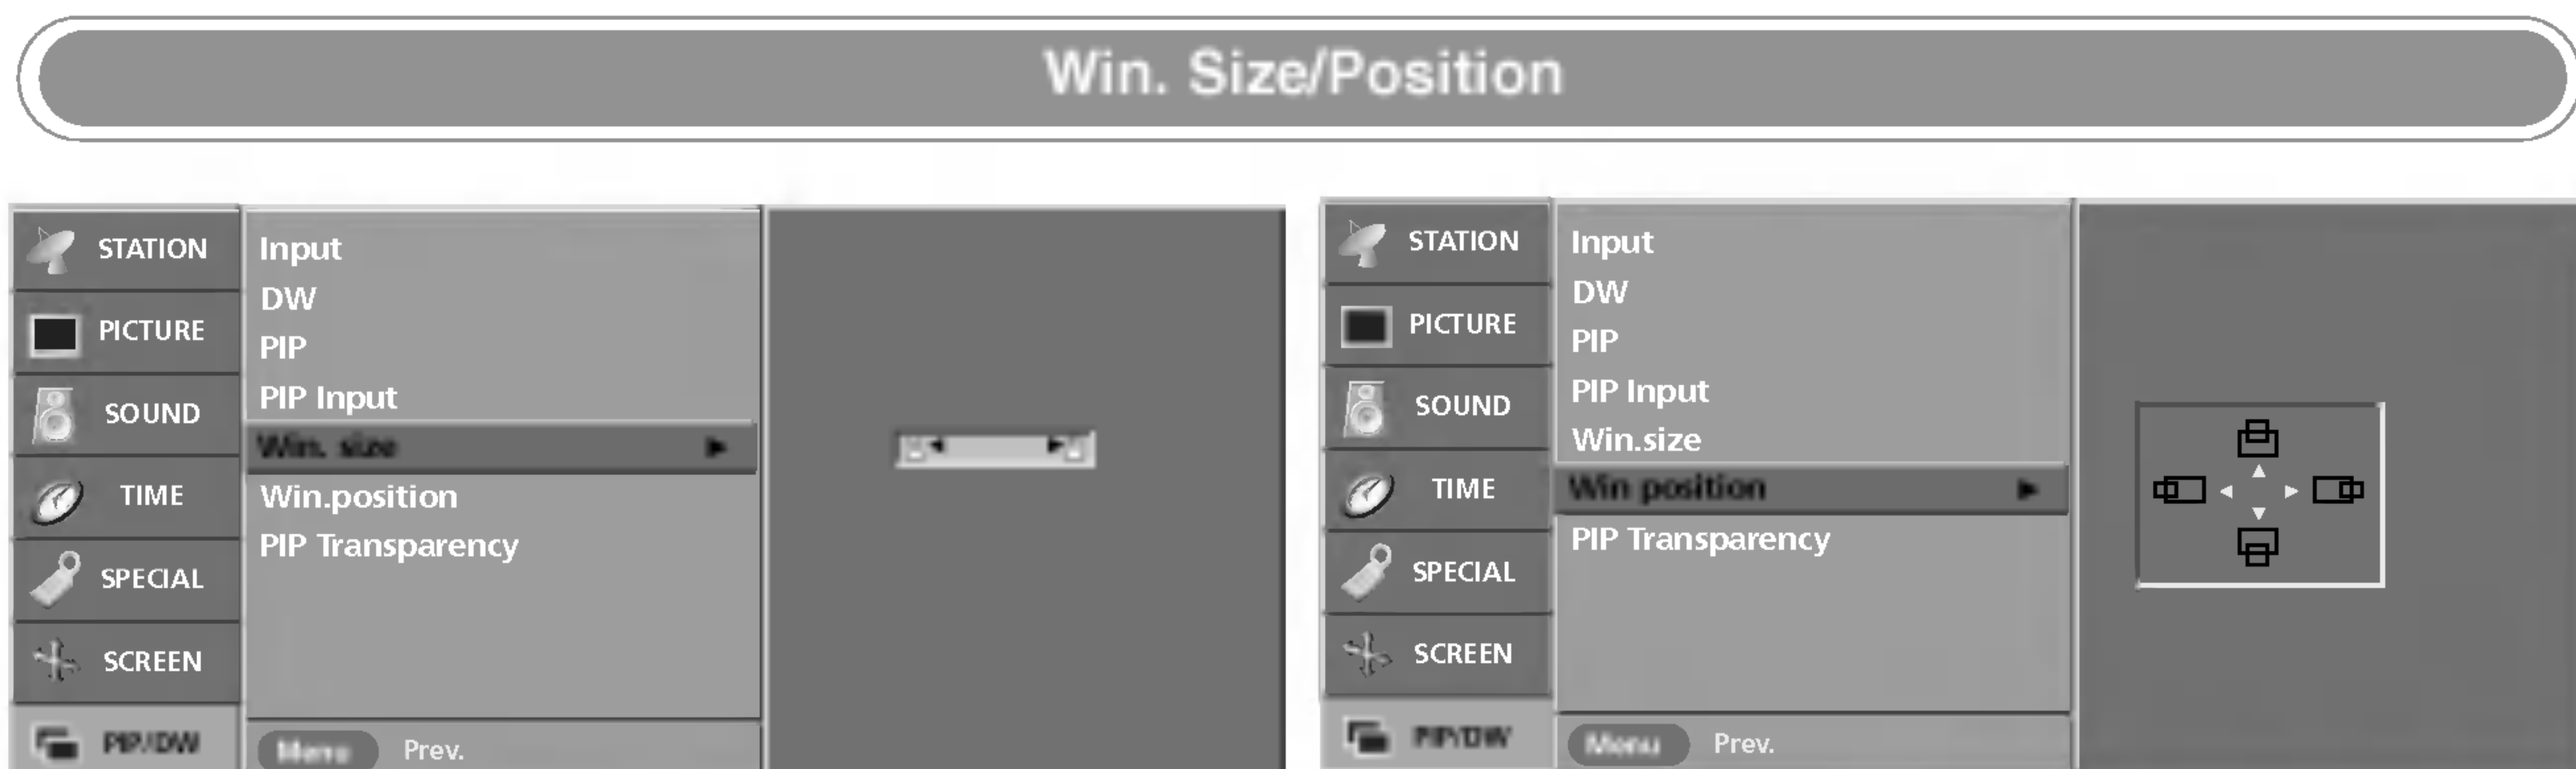 Win. Size/Position
STATION
PICTURE
SOUND
TIME
SPECIAL
SCREEN
PIP/DW
Input
DW
PIP
PIP Input
Win. size
Win.position
PIP Transparency
Menu Prev.
STATION
PICTURE
SOUND
TIME
SPECIAL
SCREEN
PIP/DW
Input
DW
PIP
PIP Input
Win.size
Win position
PIP Transparency
Menu Prev.